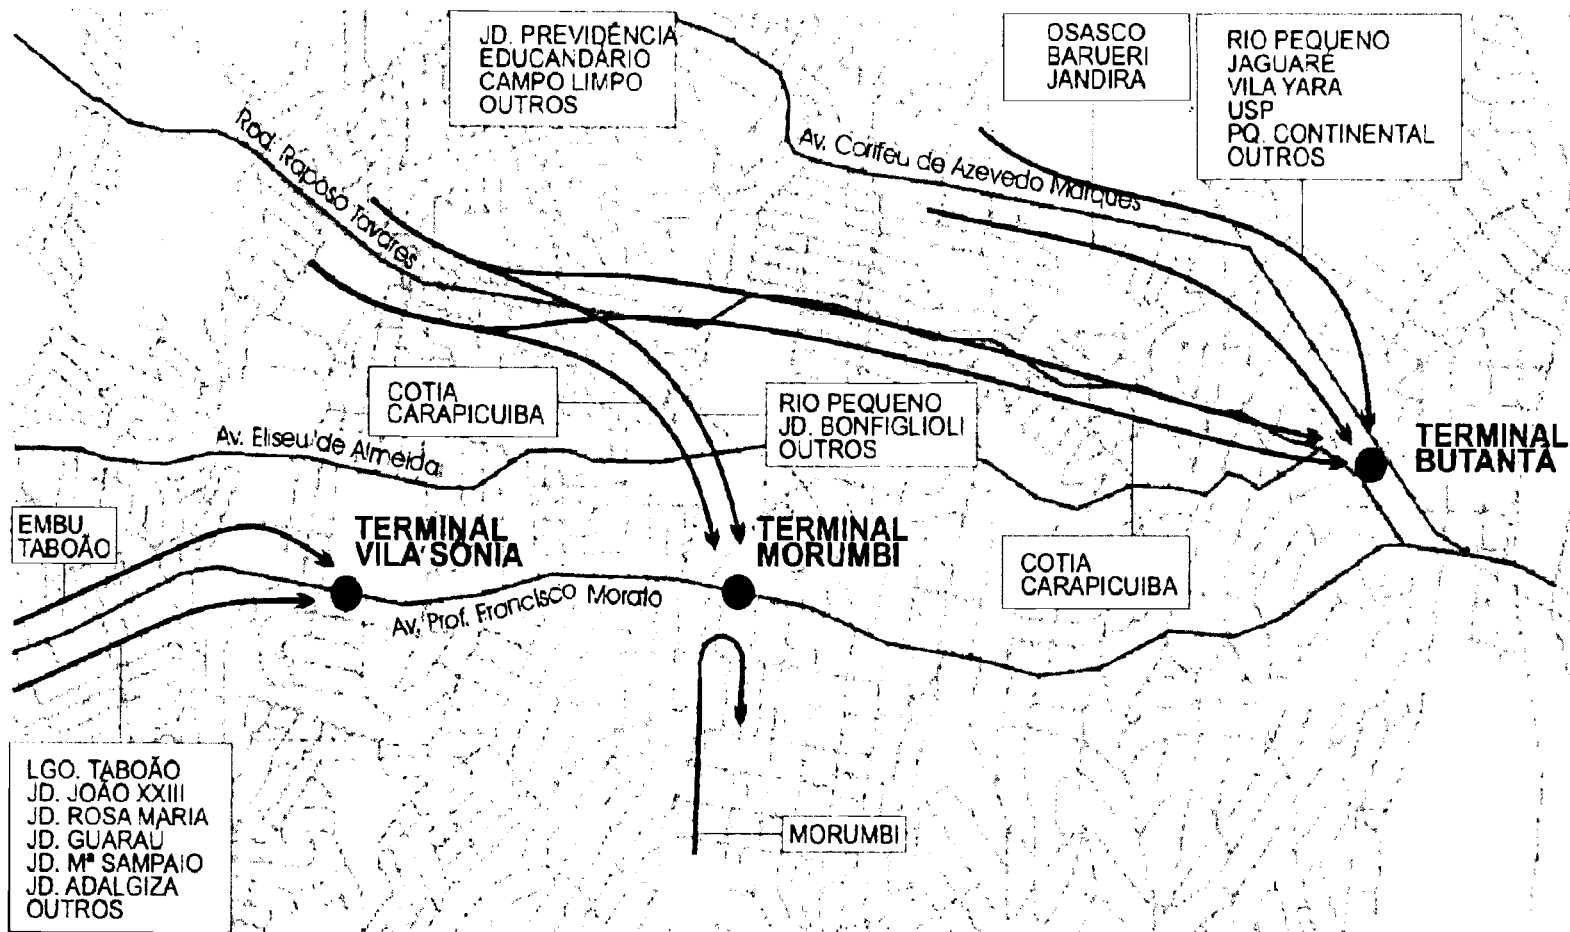 JD. PREVIDÊNCIA
EDUCANDÁRIO
CAMPO LIMPO
OUTROS
OSASCO
BARUERI
JANDIRA
RIO PEQUENO
JAGUARÉ
VILA YARA
USP
PQ. CONTINENTAL
OUTROS
Rod. Raposo Tavares
Av. Corifeu de Azevedo Marques
COTIA
CARAPICUIBA
RIO PEQUENO
JD. BONFIGLIOLI
OUTROS
Av. Eliseu de Almeida
TERMINAL
BUTANTÃ
EMBU
TABOÃO
TERMINAL
VILA SÔNIA
TERMINAL
MORUMBI
COTIA
CARAPICUIBA
Av. Prof. Francisco Morato
LGO. TABOÃO
JD. JOÃO XXIII
JD. ROSA MARIA
JD. GUARAÚ
JD. Mª SAMPAIO
JD. ADALGIZA
OUTROS
MORUMBI